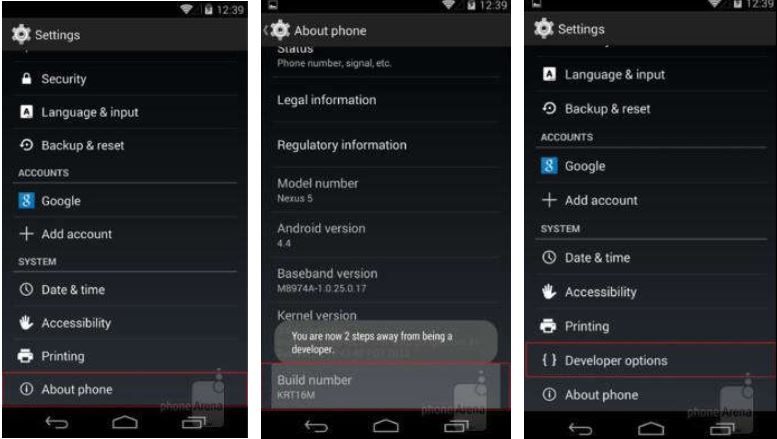 12:39
Settings
Security
Language & input
Backup & reset
ACCOUNTS
Google
Add account
SYSTEM
Date & time
Accessibility
Printing
About phone
phoneArena
12:39
About phone
Status
Phone number, signal, etc.
Legal information
Regulatory information
Model number
Nexus 5
Android version
4.4
Baseband version
M8974A-1.0.25.0.17
Kernel version
You are now 2 steps away from being a
developer.
Build number
KRT16M
phoneArena
12:39
Settings
Language & input
Backup & reset
ACCOUNTS
Google
Add account
SYSTEM
Date & time
Accessibility
Printing
{ } Developer options
About phone
phoneArena